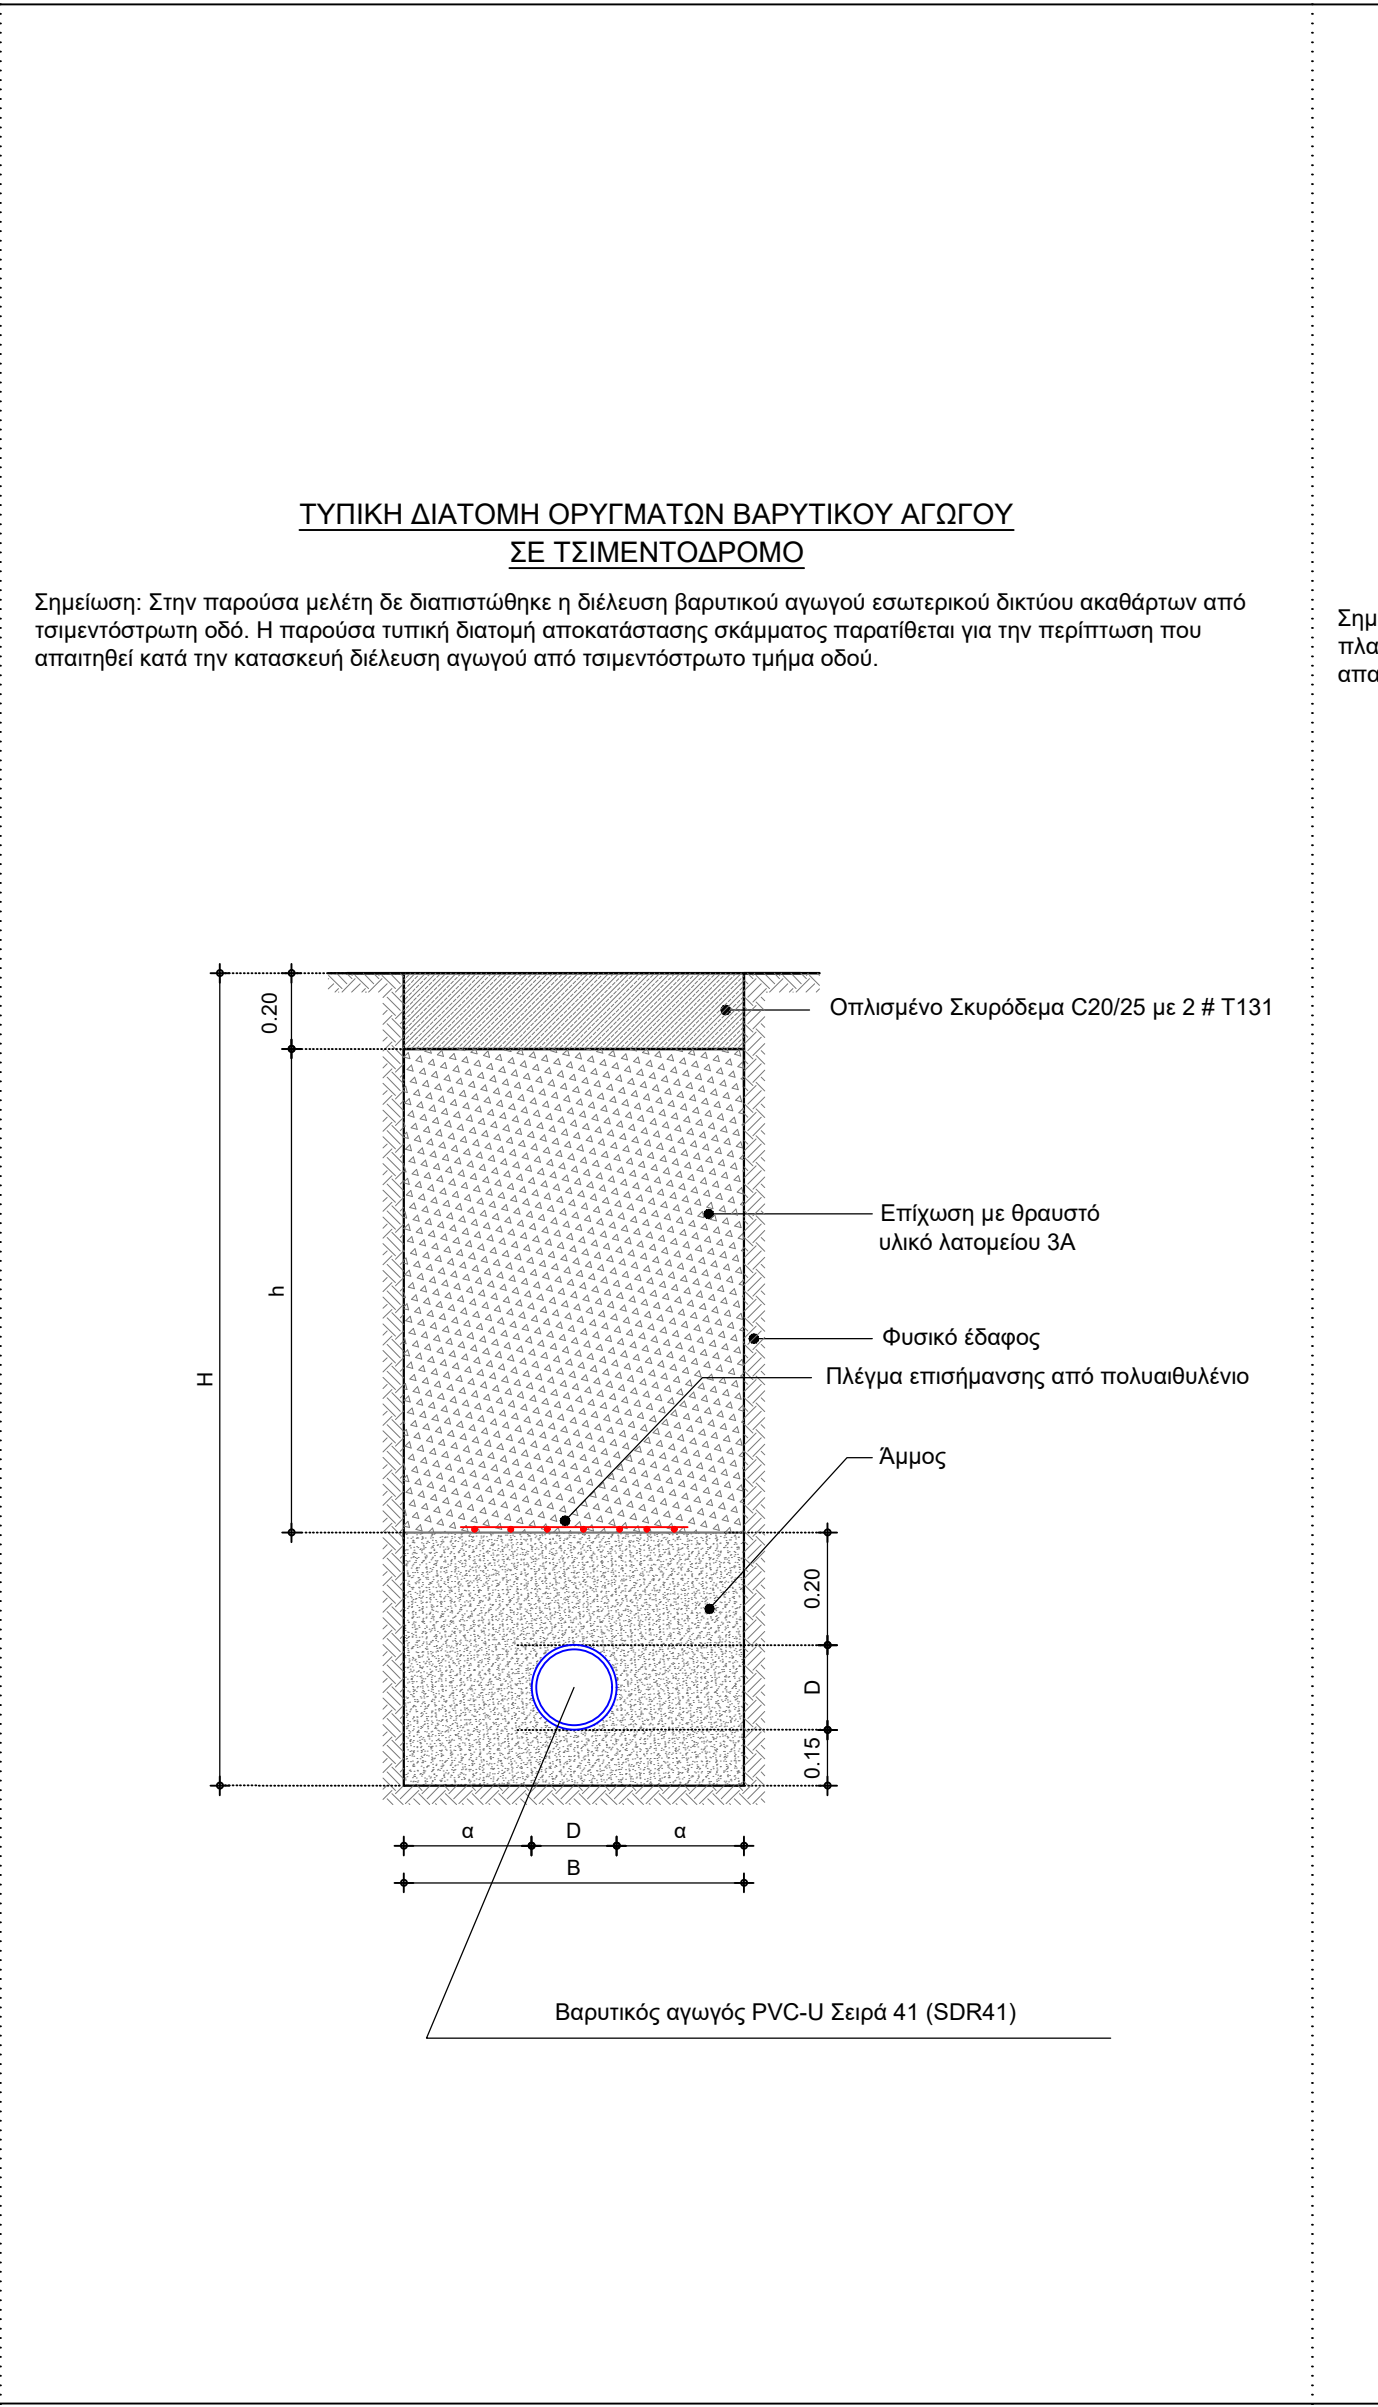 ΤΥΠΙΚΗ ΔΙΑΤΟΜΗ ΟΡΥΓΜΑΤΩΝ ΒΑΡΥΤΙΚΟΥ ΑΓΩΓΟΥ
ΣΕ ΤΣΙΜΕΝΤΟΔΡΟΜΟ
Σημείωση: Στην παρούσα μελέτη δε διαπιστώθηκε η διέλευση βαρυτικού αγωγού εσωτερικού δικτύου ακαθάρτων από
τσιμεντόστρωτη οδό. Η παρούσα τυπική διατομή αποκατάστασης σκάμματος παρατίθεται για την περίπτωση που
απαιτηθεί κατά την κατασκευή διέλευση αγωγού από τσιμεντόστρωτο τμήμα οδού.
Σημ
πλα
απα
0.20
Οπλισμένο Σκυρόδεμα C20/25 με 2 # T131
Επίχωση με θραυστό
υλικό λατομείου 3Α
h
Φυσικό έδαφος
H
Πλέγμα επισήμανσης από πολυαιθυλένιο
Άμμος
0.20
D
0.15
α D α
B
Βαρυτικός αγωγός PVC-U Σειρά 41 (SDR41)